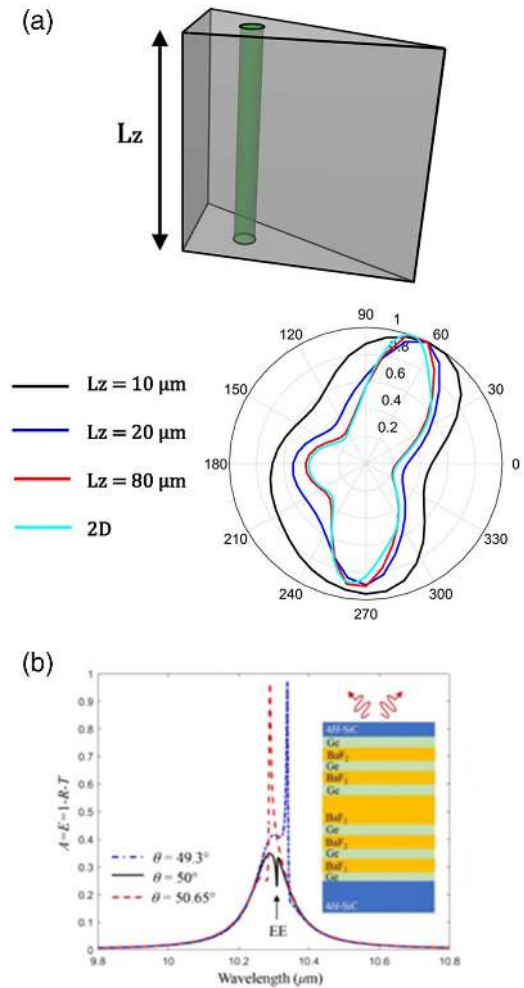 (a)
Lz
Lz = 10 μm
Lz = 20 μm
Lz = 80 μm
2D
90
1
60
120
0.8
30
0.6
150
0.4
0.2
180
0
210
330
240
300
270
(b)
1
0.9
0.8
0.7
0.6
0.5
0.4
0.3
0.2
0.1
0
A=E=1-R-T
θ = 49.3°
θ = 50°
θ = 50.65°
EE
4H-SiC
Ge
BaF₂
Ge
BaF₂
Ge
BaF₂
Ge
BaF₂
Ge
BaF₂
Ge
4H-SiC
9.8
10
10.2
10.4
10.6
10.8
Wavelength (μm)